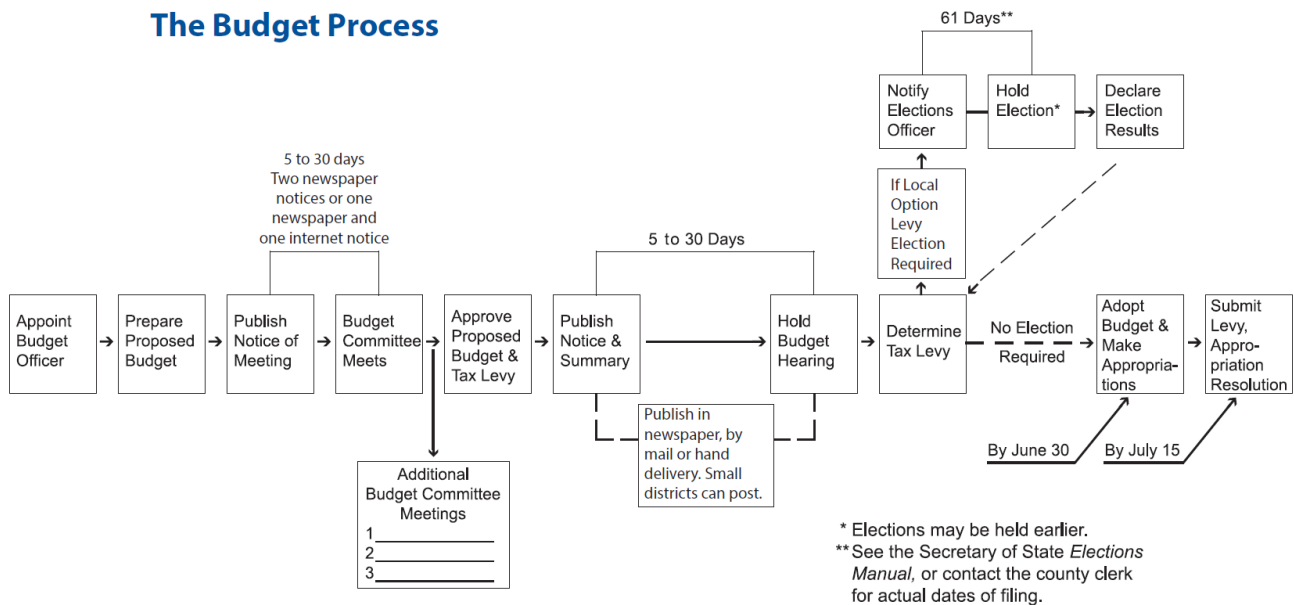 The Budget Process
61 Days**
Notify
Elections
Officer
Hold
Election*
Declare
Election
Results
5 to 30 days
Two newspaper
notices or one
newspaper and
one internet notice
If Local
Option
Levy
Election
Required
5 to 30 Days
Appoint
Budget
Officer
Prepare
Proposed
Budget
Publish
Notice of
Meeting
Budget
Committee
Meets
Approve
Proposed
Budget &
Tax Levy
Publish
Notice &
Summary
Hold
Budget
Hearing
Determine
Tax Levy
No Election
Required
Adopt
Budget &
Make
Appropria-
tions
Submit
Levy,
Appro-
priation
Resolution
Publish in
newspaper, by
mail or hand
delivery. Small
districts can post.
By June 30
By July 15
Additional
Budget Committee
Meetings
1
2
3
* Elections may be held earlier.
** See the Secretary of State Elections
Manual, or contact the county clerk
for actual dates of filing.